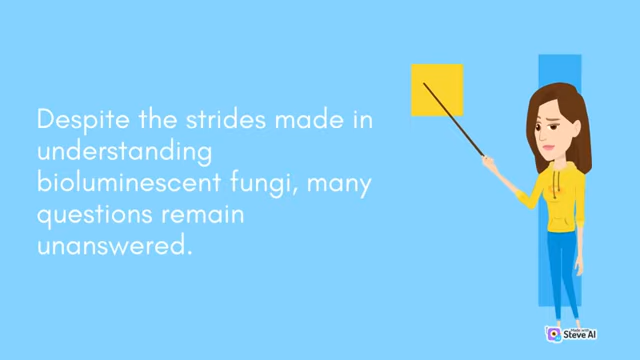 Despite the strides made in
understanding
bioluminescent fungi, many
questions remain
unanswered.
Made with
Steve AI